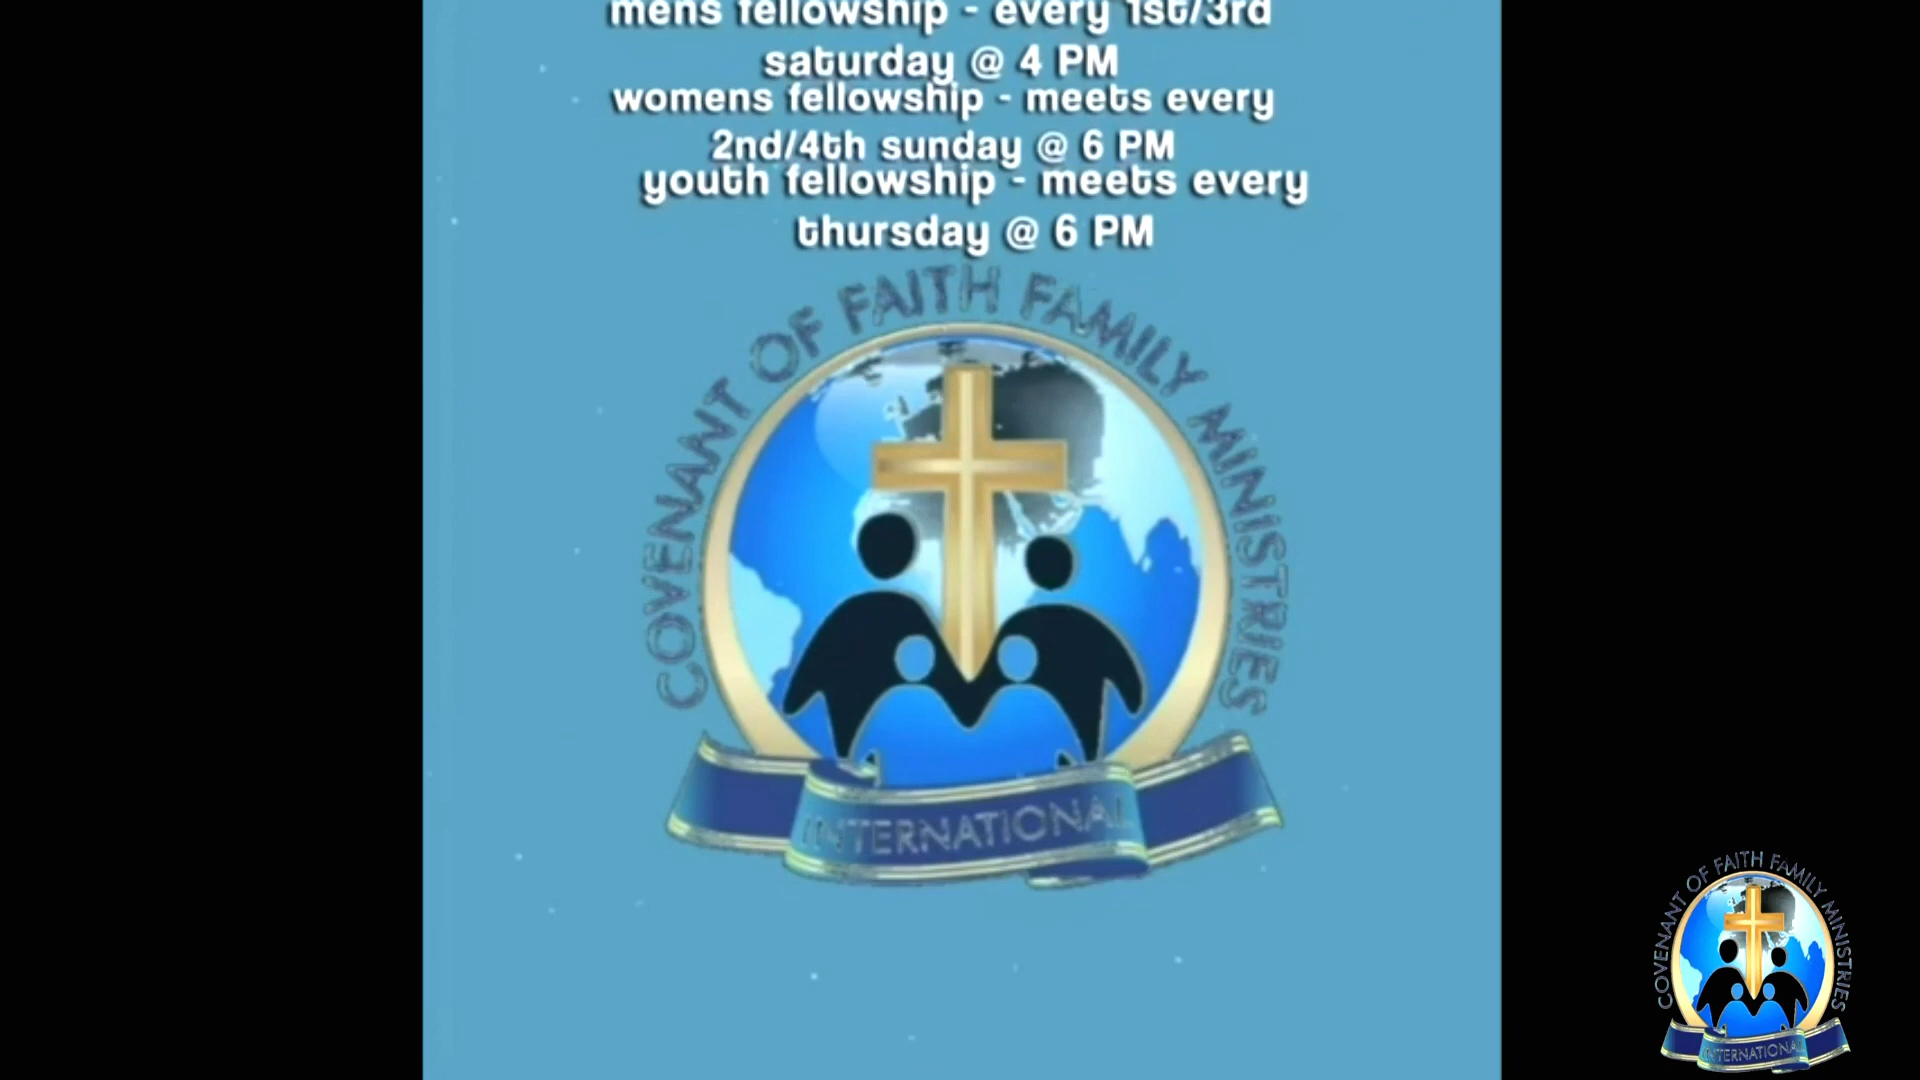 mens fellowship - every 1st/3rd
saturday @ 4 PM
womens fellowship - meets every
2nd/4th sunday @ 6 PM
youth fellowship - meets every
thursday @ 6 PM
COVENANT OF FAITH FAMILY MINISTRIES
INTERNATIONAL
COVENANT OF FAITH FAMILY MINISTRIES
INTERNATIONAL